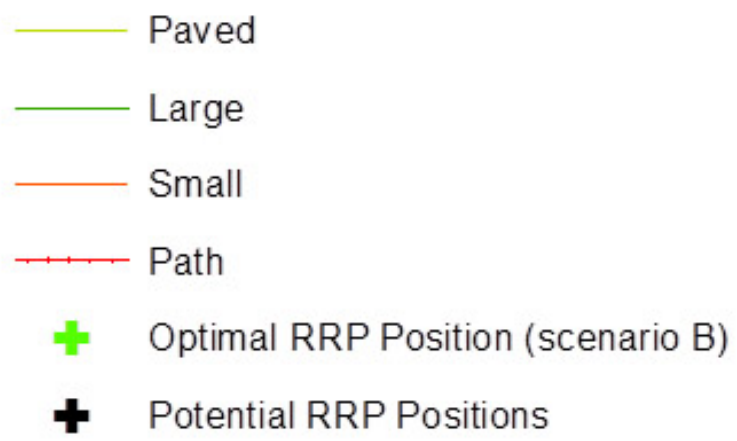 Paved
Large
Small
Path
Optimal RRP Position (scenario B)
Potential RRP Positions